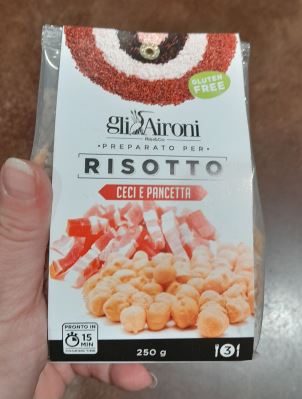 GLUTEN
FREE
gli Aironi
Riso&Co.
PREPARATO PER
RISOTTO
CECI E PANCETTA
PRONTO IN
15
MIN
250 g
3